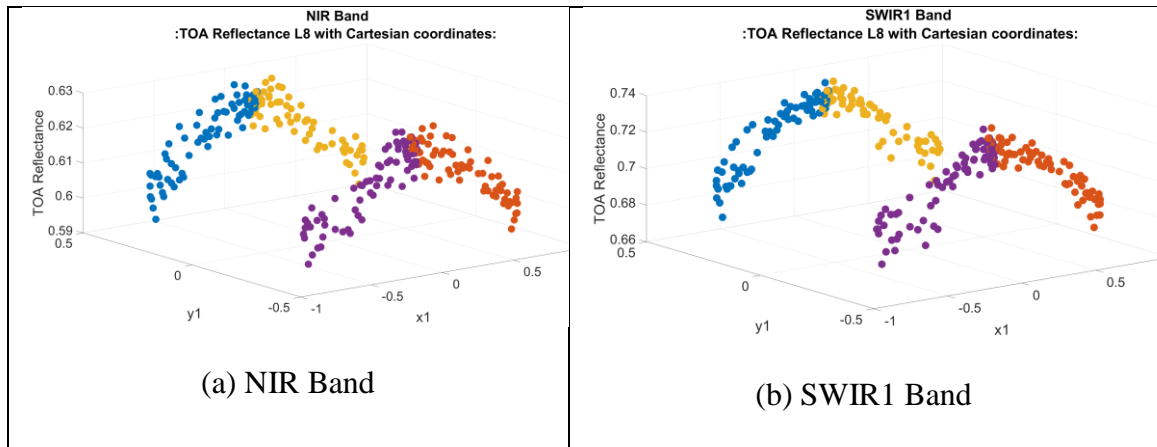 NIR Band
:TOA Reflectance L8 with Cartesian coordinates:
TOA Reflectance
0.63
0.62
0.61
0.6
0.59
0.5
0
-0.5
y1
-1
-0.5
0
0.5
x1
(a) NIR Band
SWIR1 Band
:TOA Reflectance L8 with Cartesian coordinates:
TOA Reflectance
0.74
0.72
0.7
0.68
0.66
0.5
0
-0.5
y1
-1
-0.5
0
0.5
x1
(b) SWIR1 Band